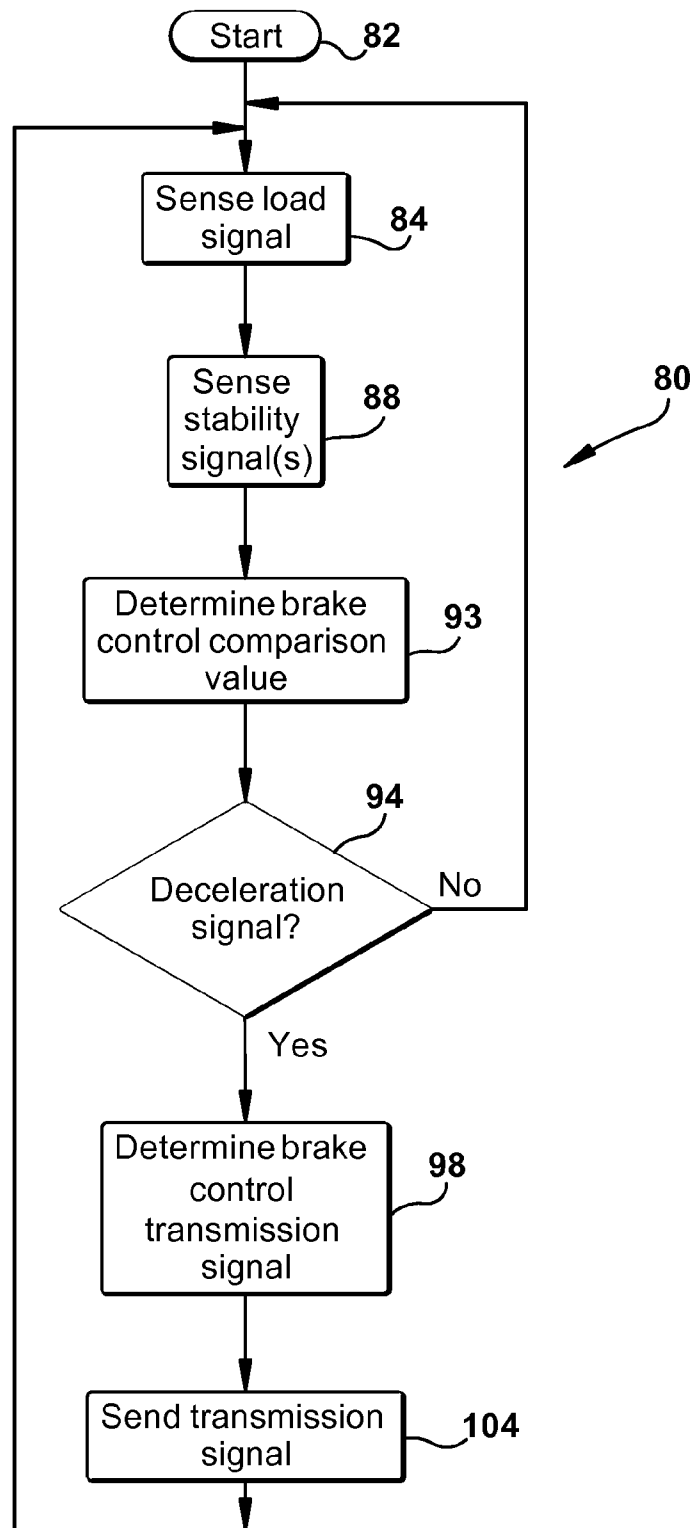 Start
82
Sense load
signal
84
Sense
stability
signal(s)
88
80
Determine brake
control comparison
value
93
94
Deceleration
signal?
No
Yes
Determine brake
control
transmission
signal
98
Send transmission
signal
104